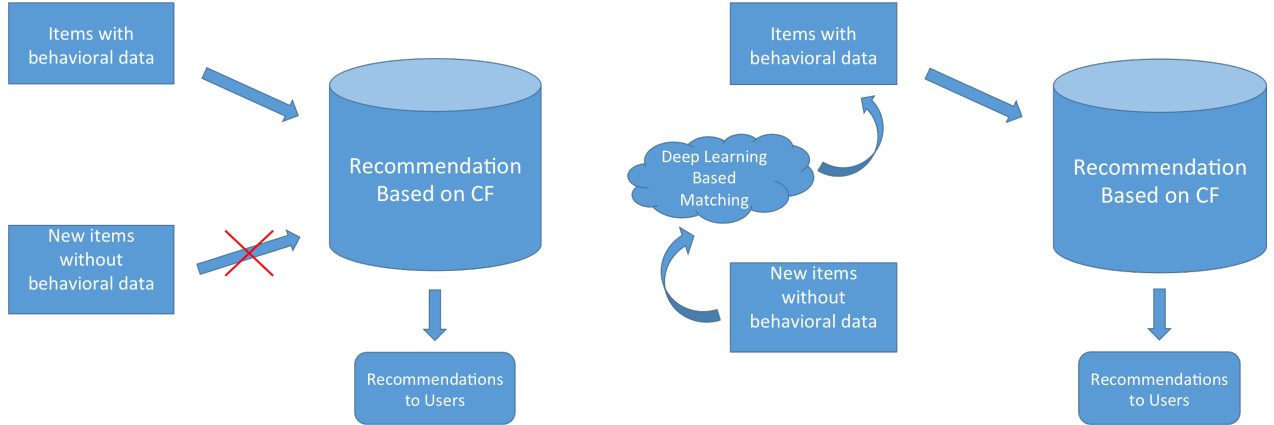 Items with
behavioral data
Recommendation
Based on CF
New items
without
behavioral data
Recommendations
to Users
Items with
behavioral data
Deep Learning
Based
Matching
New items
without
behavioral data
Recommendation
Based on CF
Recommendations
to Users